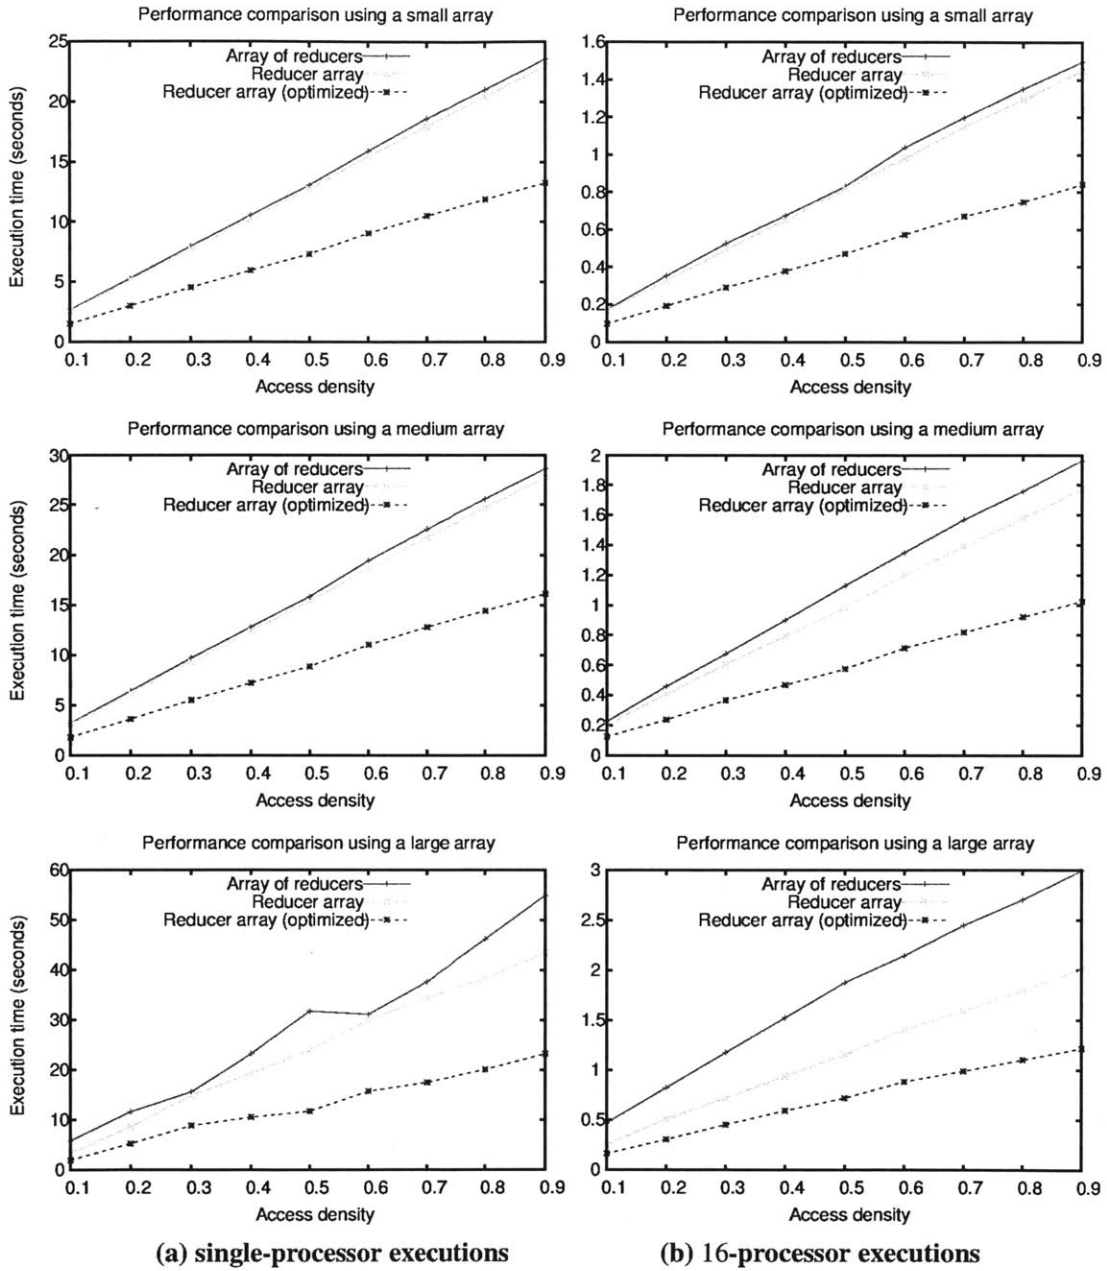 Performance comparison using a small array
Execution time (seconds)
25
20
15
10
5
0
Array of reducers
Reducer array
Reducer array (optimized)
0.1 0.2 0.3 0.4 0.5 0.6 0.7 0.8 0.9
Access density
Performance comparison using a small array
1.6
1.4
1.2
1
0.8
0.6
0.4
0.2
0
Array of reducers
Reducer array
Reducer array (optimized)
0.1 0.2 0.3 0.4 0.5 0.6 0.7 0.8 0.9
Access density
Performance comparison using a medium array
Execution time (seconds)
30
25
20
15
10
5
0
Array of reducers
Reducer array
Reducer array (optimized)
0.1 0.2 0.3 0.4 0.5 0.6 0.7 0.8 0.9
Access density
Performance comparison using a medium array
2
1.8
1.6
1.4
1.2
1
0.8
0.6
0.4
0.2
0
Array of reducers
Reducer array
Reducer array (optimized)
0.1 0.2 0.3 0.4 0.5 0.6 0.7 0.8 0.9
Access density
Performance comparison using a large array
Execution time (seconds)
60
50
40
30
20
10
0
Array of reducers
Reducer array
Reducer array (optimized)
0.1 0.2 0.3 0.4 0.5 0.6 0.7 0.8 0.9
Access density
Performance comparison using a large array
3
2.5
2
1.5
1
0.5
0
Array of reducers
Reducer array
Reducer array (optimized)
0.1 0.2 0.3 0.4 0.5 0.6 0.7 0.8 0.9
Access density
(a) single-processor executions
(b) 16-processor executions